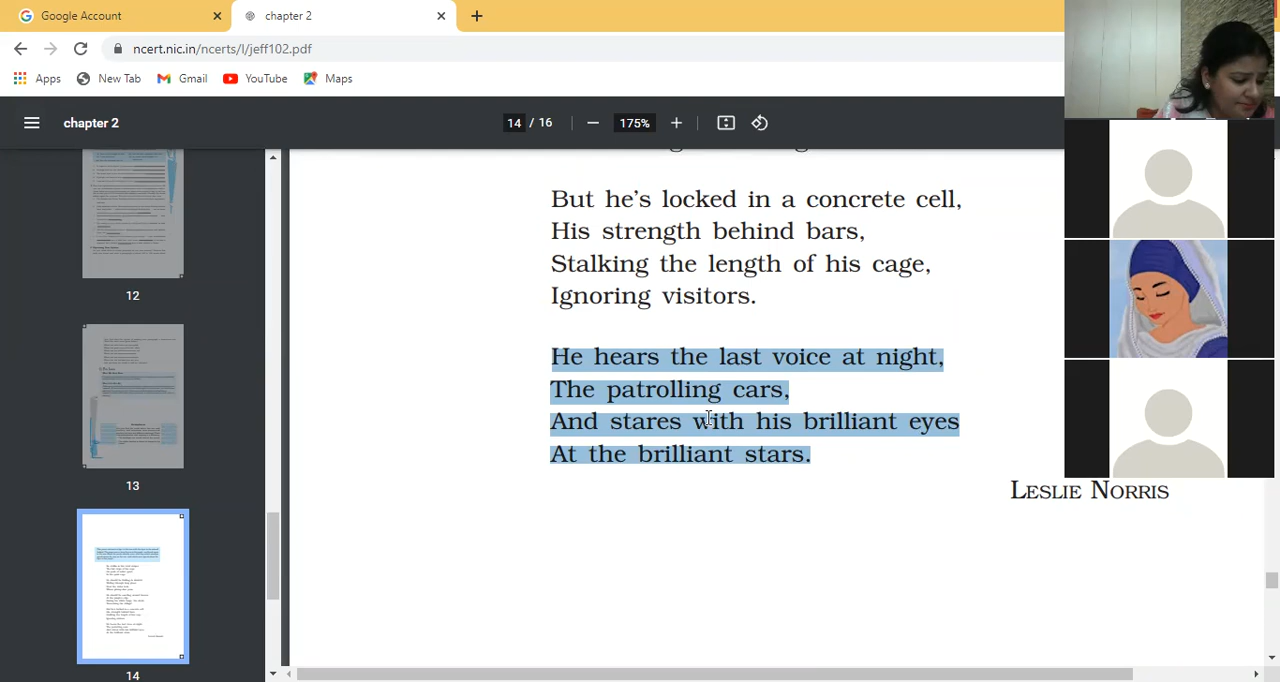 Google Account
chapter 2
ncert.nic.in/ncerts/l/jeff102.pdf
Apps
New Tab
Gmail
YouTube
Maps
chapter 2
14 / 16
175%
But he's locked in a concrete cell,
His strength behind bars,
Stalking the length of his cage,
Ignoring visitors.
He hears the last voice at night,
The patrolling cars,
And stares with his brilliant eyes
At the brilliant stars.
LESLIE NORRIS
12
13
14